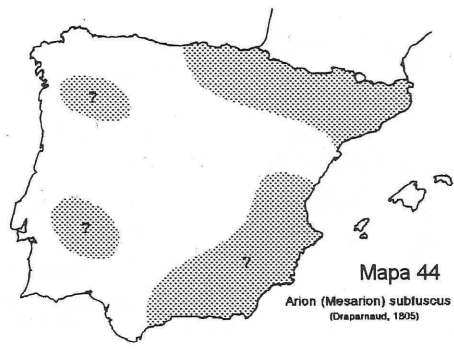 ?
?
?
Mapa 44
Arion (Mesarion) subfuscus
(Draparnaud, 1805)